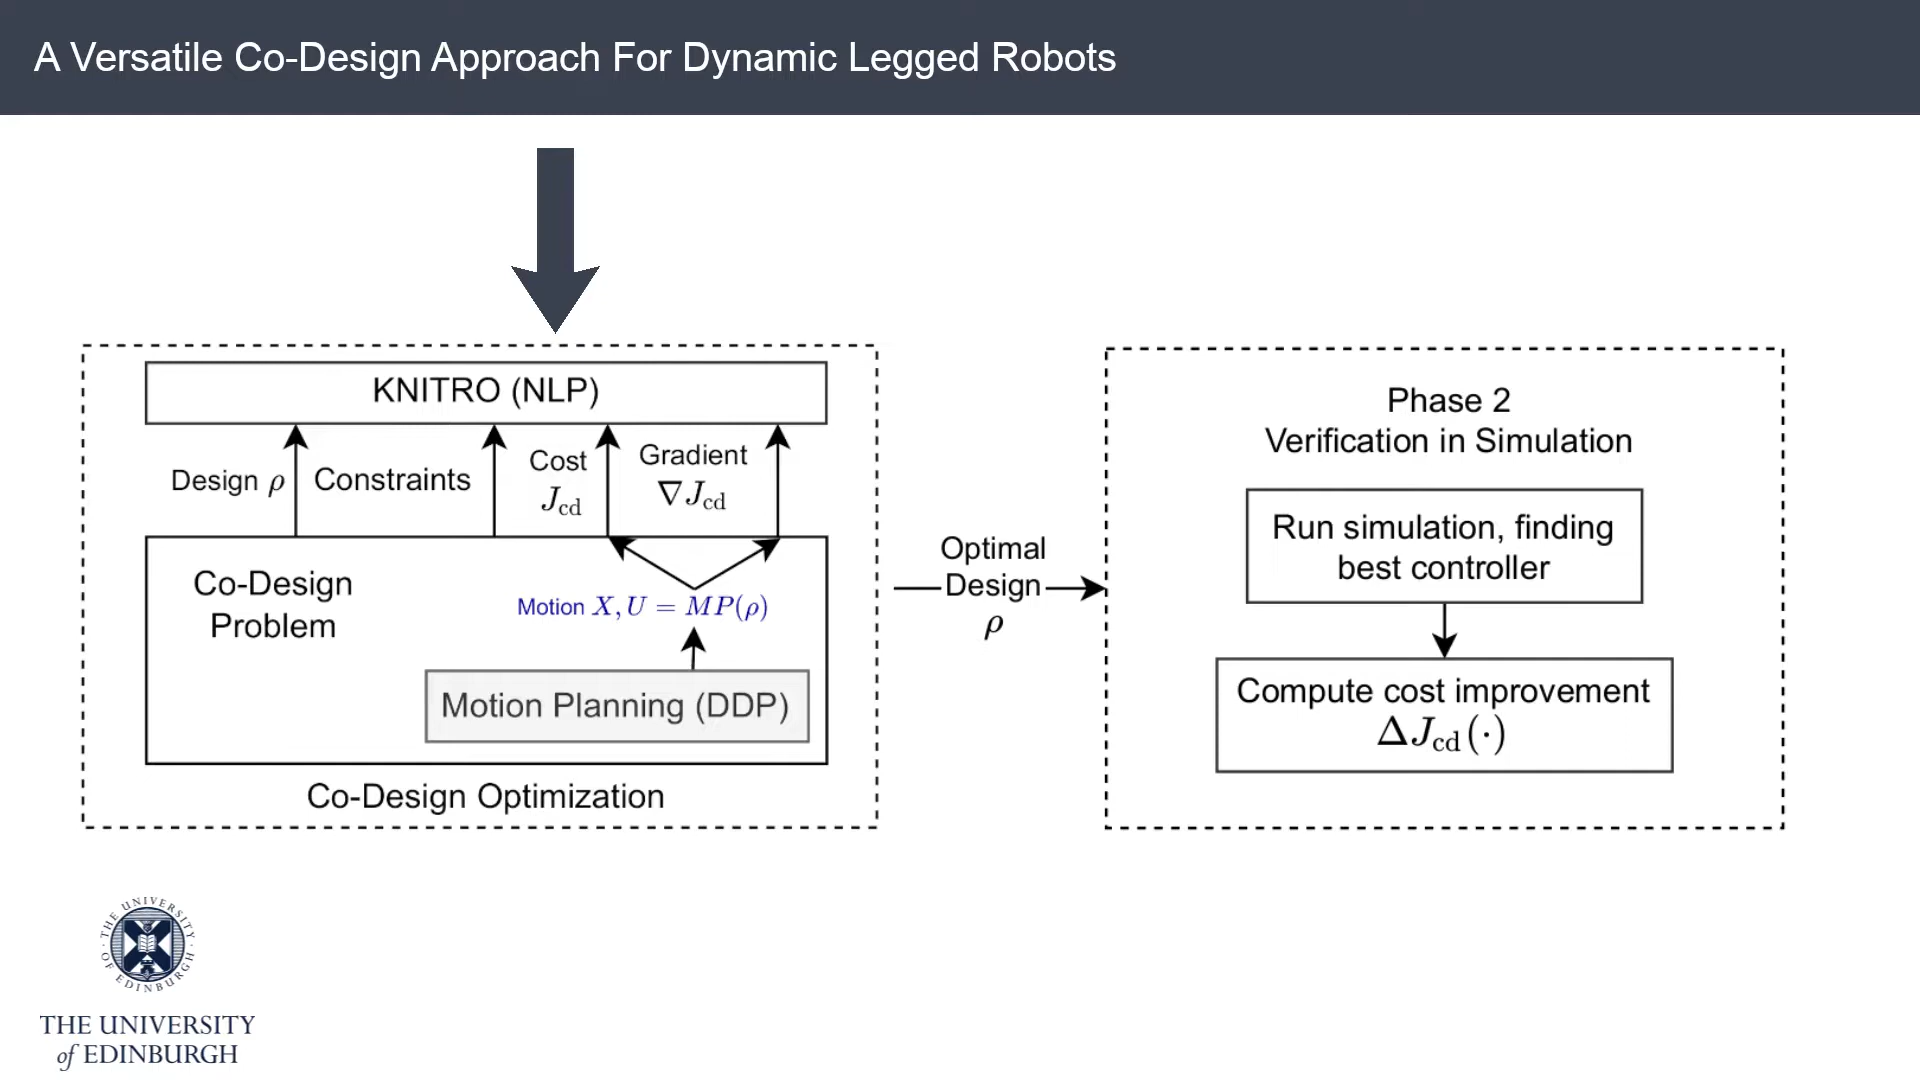 A Versatile Co-Design Approach For Dynamic Legged Robots
KNITRO (NLP)
Design ρ
Constraints
Cost
J_cd
Gradient
∇J_cd
Co-Design
Problem
Motion X, U = MP(ρ)
Motion Planning (DDP)
Co-Design Optimization
Optimal
Design
ρ
Phase 2
Verification in Simulation
Run simulation, finding
best controller
Compute cost improvement
ΔJ_cd(·)
THE UNIVERSITY OF EDINBURGH
THE UNIVERSITY
of EDINBURGH